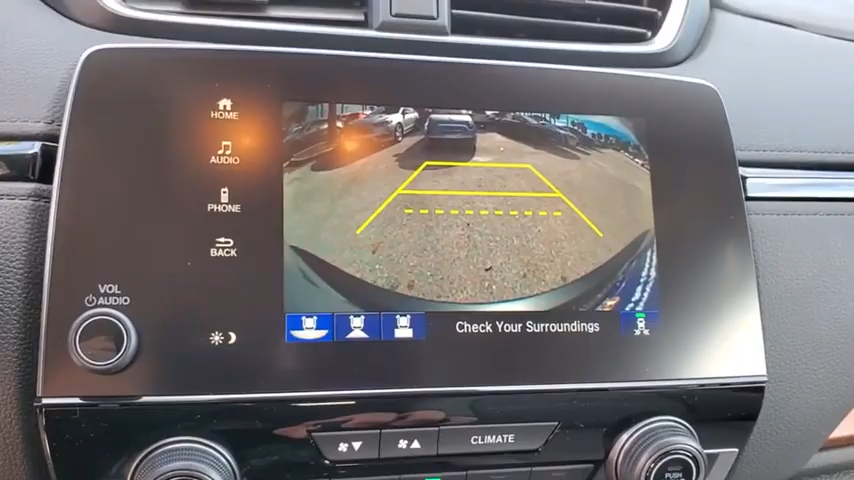 HOME
AUDIO
PHONE
BACK
VOL
AUDIO
Check Your Surroundings
CLIMATE
PUSH